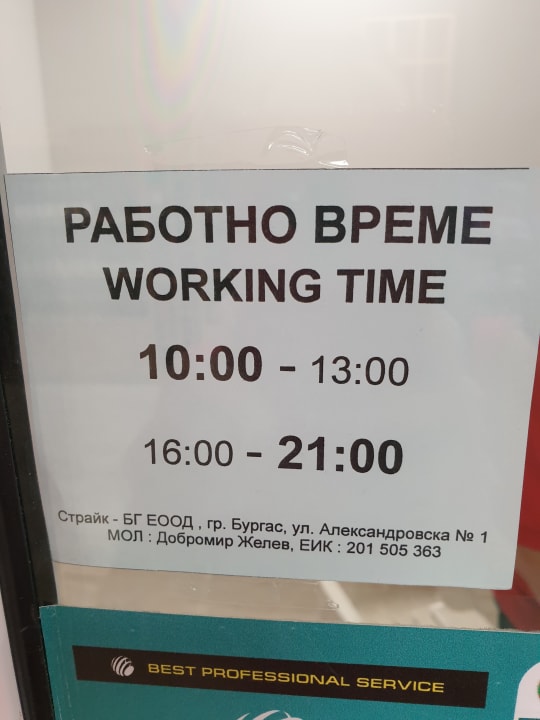 РАБОТНО ВРЕМЕ
WORKING TIME
10:00 - 13:00
16:00 - 21:00
Страйк - БГ ЕООД , гр. Бургас, ул. Александровска № 1
МОЛ : Добромир Желев, ЕИК : 201 505 363
BEST PROFESSIONAL SERVICE